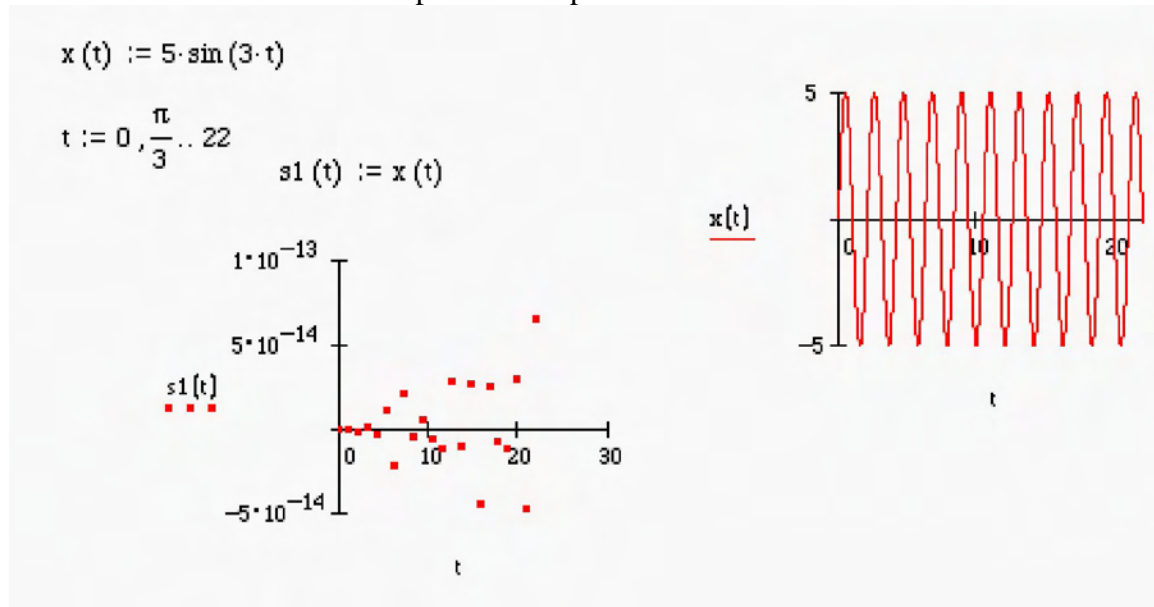 x (t) := 5·sin (3·t)
t := 0 , π/3 .. 22
s1 (t) := x (t)
1·10^−13
5·10^−14
s1(t)
0 10 20 30
−5·10^−14
t
5
x(t)
0 10 20
−5
t